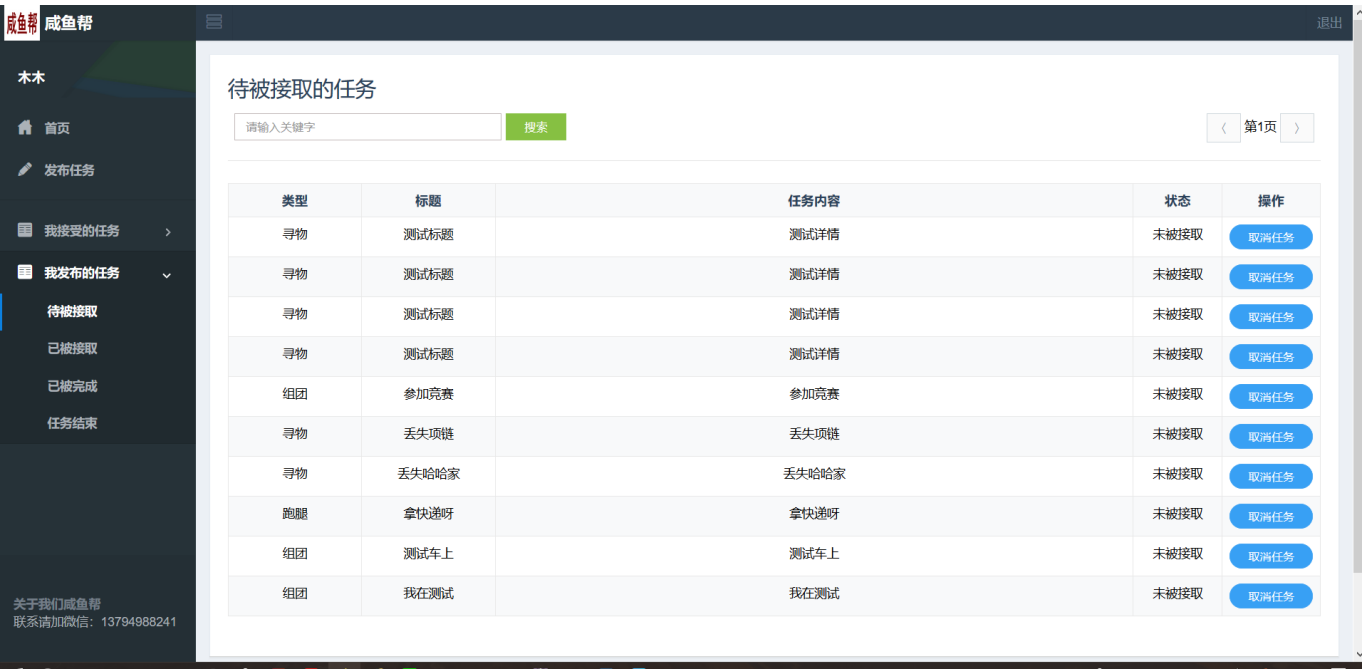 咸鱼帮 咸鱼帮
退出
木木
首页
发布任务
我接受的任务
我发布的任务
待被接取
已被接取
已被完成
任务结束
关于我们咸鱼帮
联系请加微信：13794988241
待被接取的任务
请输入关键字 搜索 第1页
类型 标题 任务内容 状态 操作
寻物 测试标题 测试详情 未被接取 取消任务
寻物 测试标题 测试详情 未被接取 取消任务
寻物 测试标题 测试详情 未被接取 取消任务
寻物 测试标题 测试详情 未被接取 取消任务
组团 参加竞赛 参加竞赛 未被接取 取消任务
寻物 丢失项链 丢失项链 未被接取 取消任务
寻物 丢失哈哈家 丢失哈哈家 未被接取 取消任务
跑腿 拿快递呀 拿快递呀 未被接取 取消任务
组团 测试车上 测试车上 未被接取 取消任务
组团 我在测试 我在测试 未被接取 取消任务